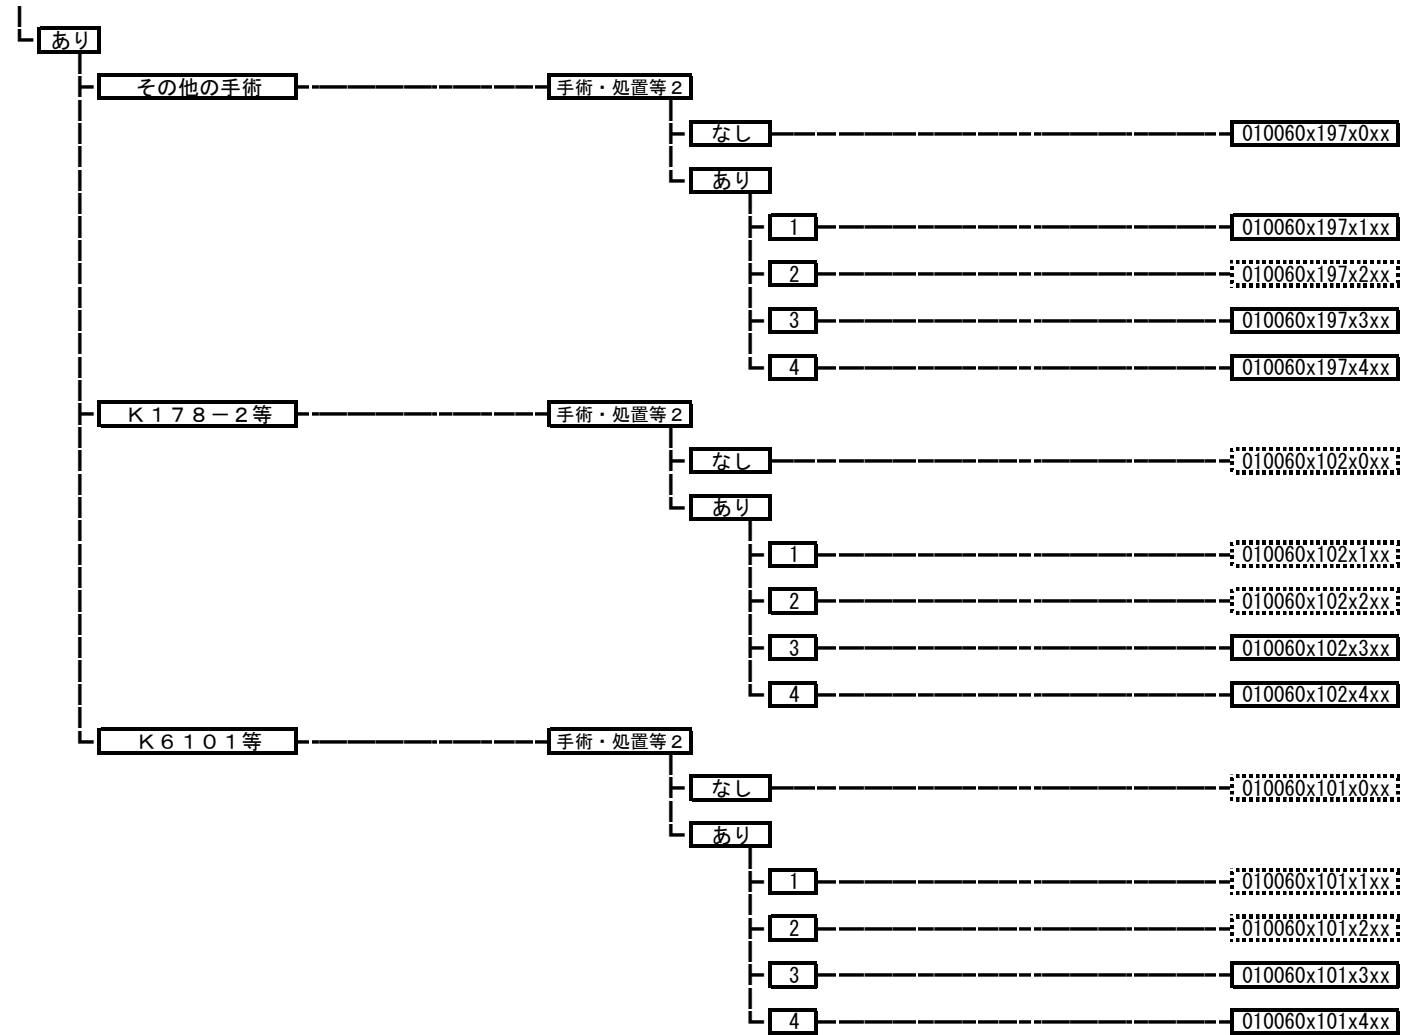 あり
その他の手術 手術・処置等2
なし 010060x197x0xx
あり
1 010060x197x1xx
2 010060x197x2xx
3 010060x197x3xx
4 010060x197x4xx
K178-2等 手術・処置等2
なし 010060x102x0xx
あり
1 010060x102x1xx
2 010060x102x2xx
3 010060x102x3xx
4 010060x102x4xx
K6101等 手術・処置等2
なし 010060x101x0xx
あり
1 010060x101x1xx
2 010060x101x2xx
3 010060x101x3xx
4 010060x101x4xx